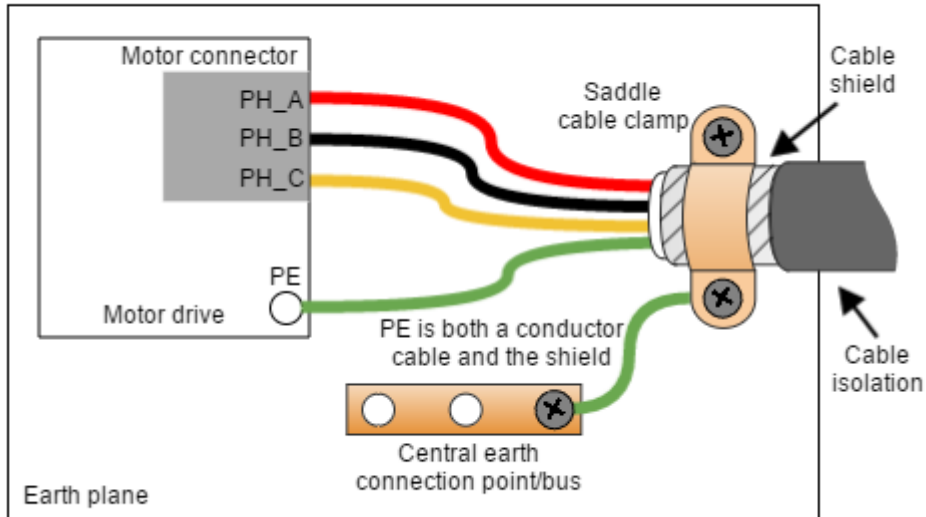 Motor connector
PH_A
PH_B
PH_C
PE
Motor drive
Saddle
cable clamp
Cable
shield
PE is both a conductor
cable and the shield
Cable
isolation
Central earth
connection point/bus
Earth plane